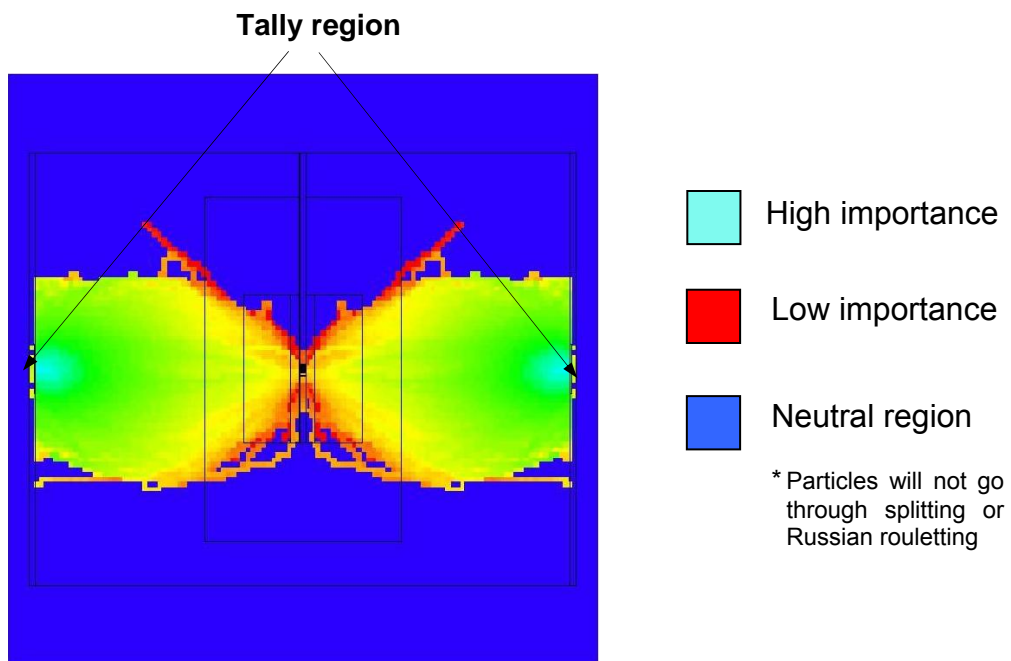 Tally region
High importance
Low importance
Neutral region
* Particles will not go
through splitting or
Russian rouletting